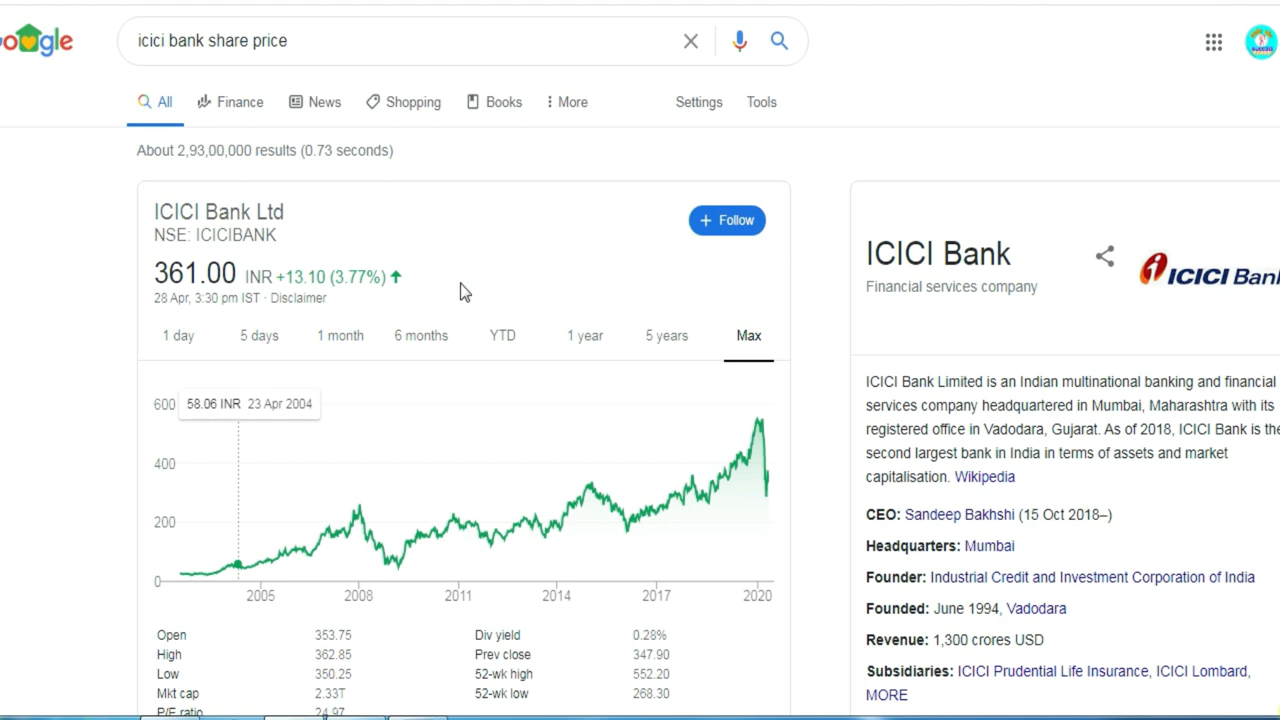 icici bank share price
All Finance News Shopping Books More Settings Tools
About 2,93,00,000 results (0.73 seconds)
ICICI Bank Ltd
NSE: ICICIBANK
+ Follow
361.00 INR +13.10 (3.77%)
28 Apr, 3:30 pm IST · Disclaimer
1 day 5 days 1 month 6 months YTD 1 year 5 years Max
58.06 INR 23 Apr 2004
600
400
200
0
2005 2008 2011 2014 2017 2020
Open 353.75 Div yield 0.28%
High 362.85 Prev close 347.90
Low 350.25 52-wk high 552.20
Mkt cap 2.33T 52-wk low 268.30
P/E ratio 24.97
ICICI Bank
Financial services company
ICICI Bank
ICICI Bank Limited is an Indian multinational banking and financial
services company headquartered in Mumbai, Maharashtra with its
registered office in Vadodara, Gujarat. As of 2018, ICICI Bank is the
second largest bank in India in terms of assets and market
capitalisation. Wikipedia
CEO: Sandeep Bakhshi (15 Oct 2018–)
Headquarters: Mumbai
Founder: Industrial Credit and Investment Corporation of India
Founded: June 1994, Vadodara
Revenue: 1,300 crores USD
Subsidiaries: ICICI Prudential Life Insurance, ICICI Lombard,
MORE